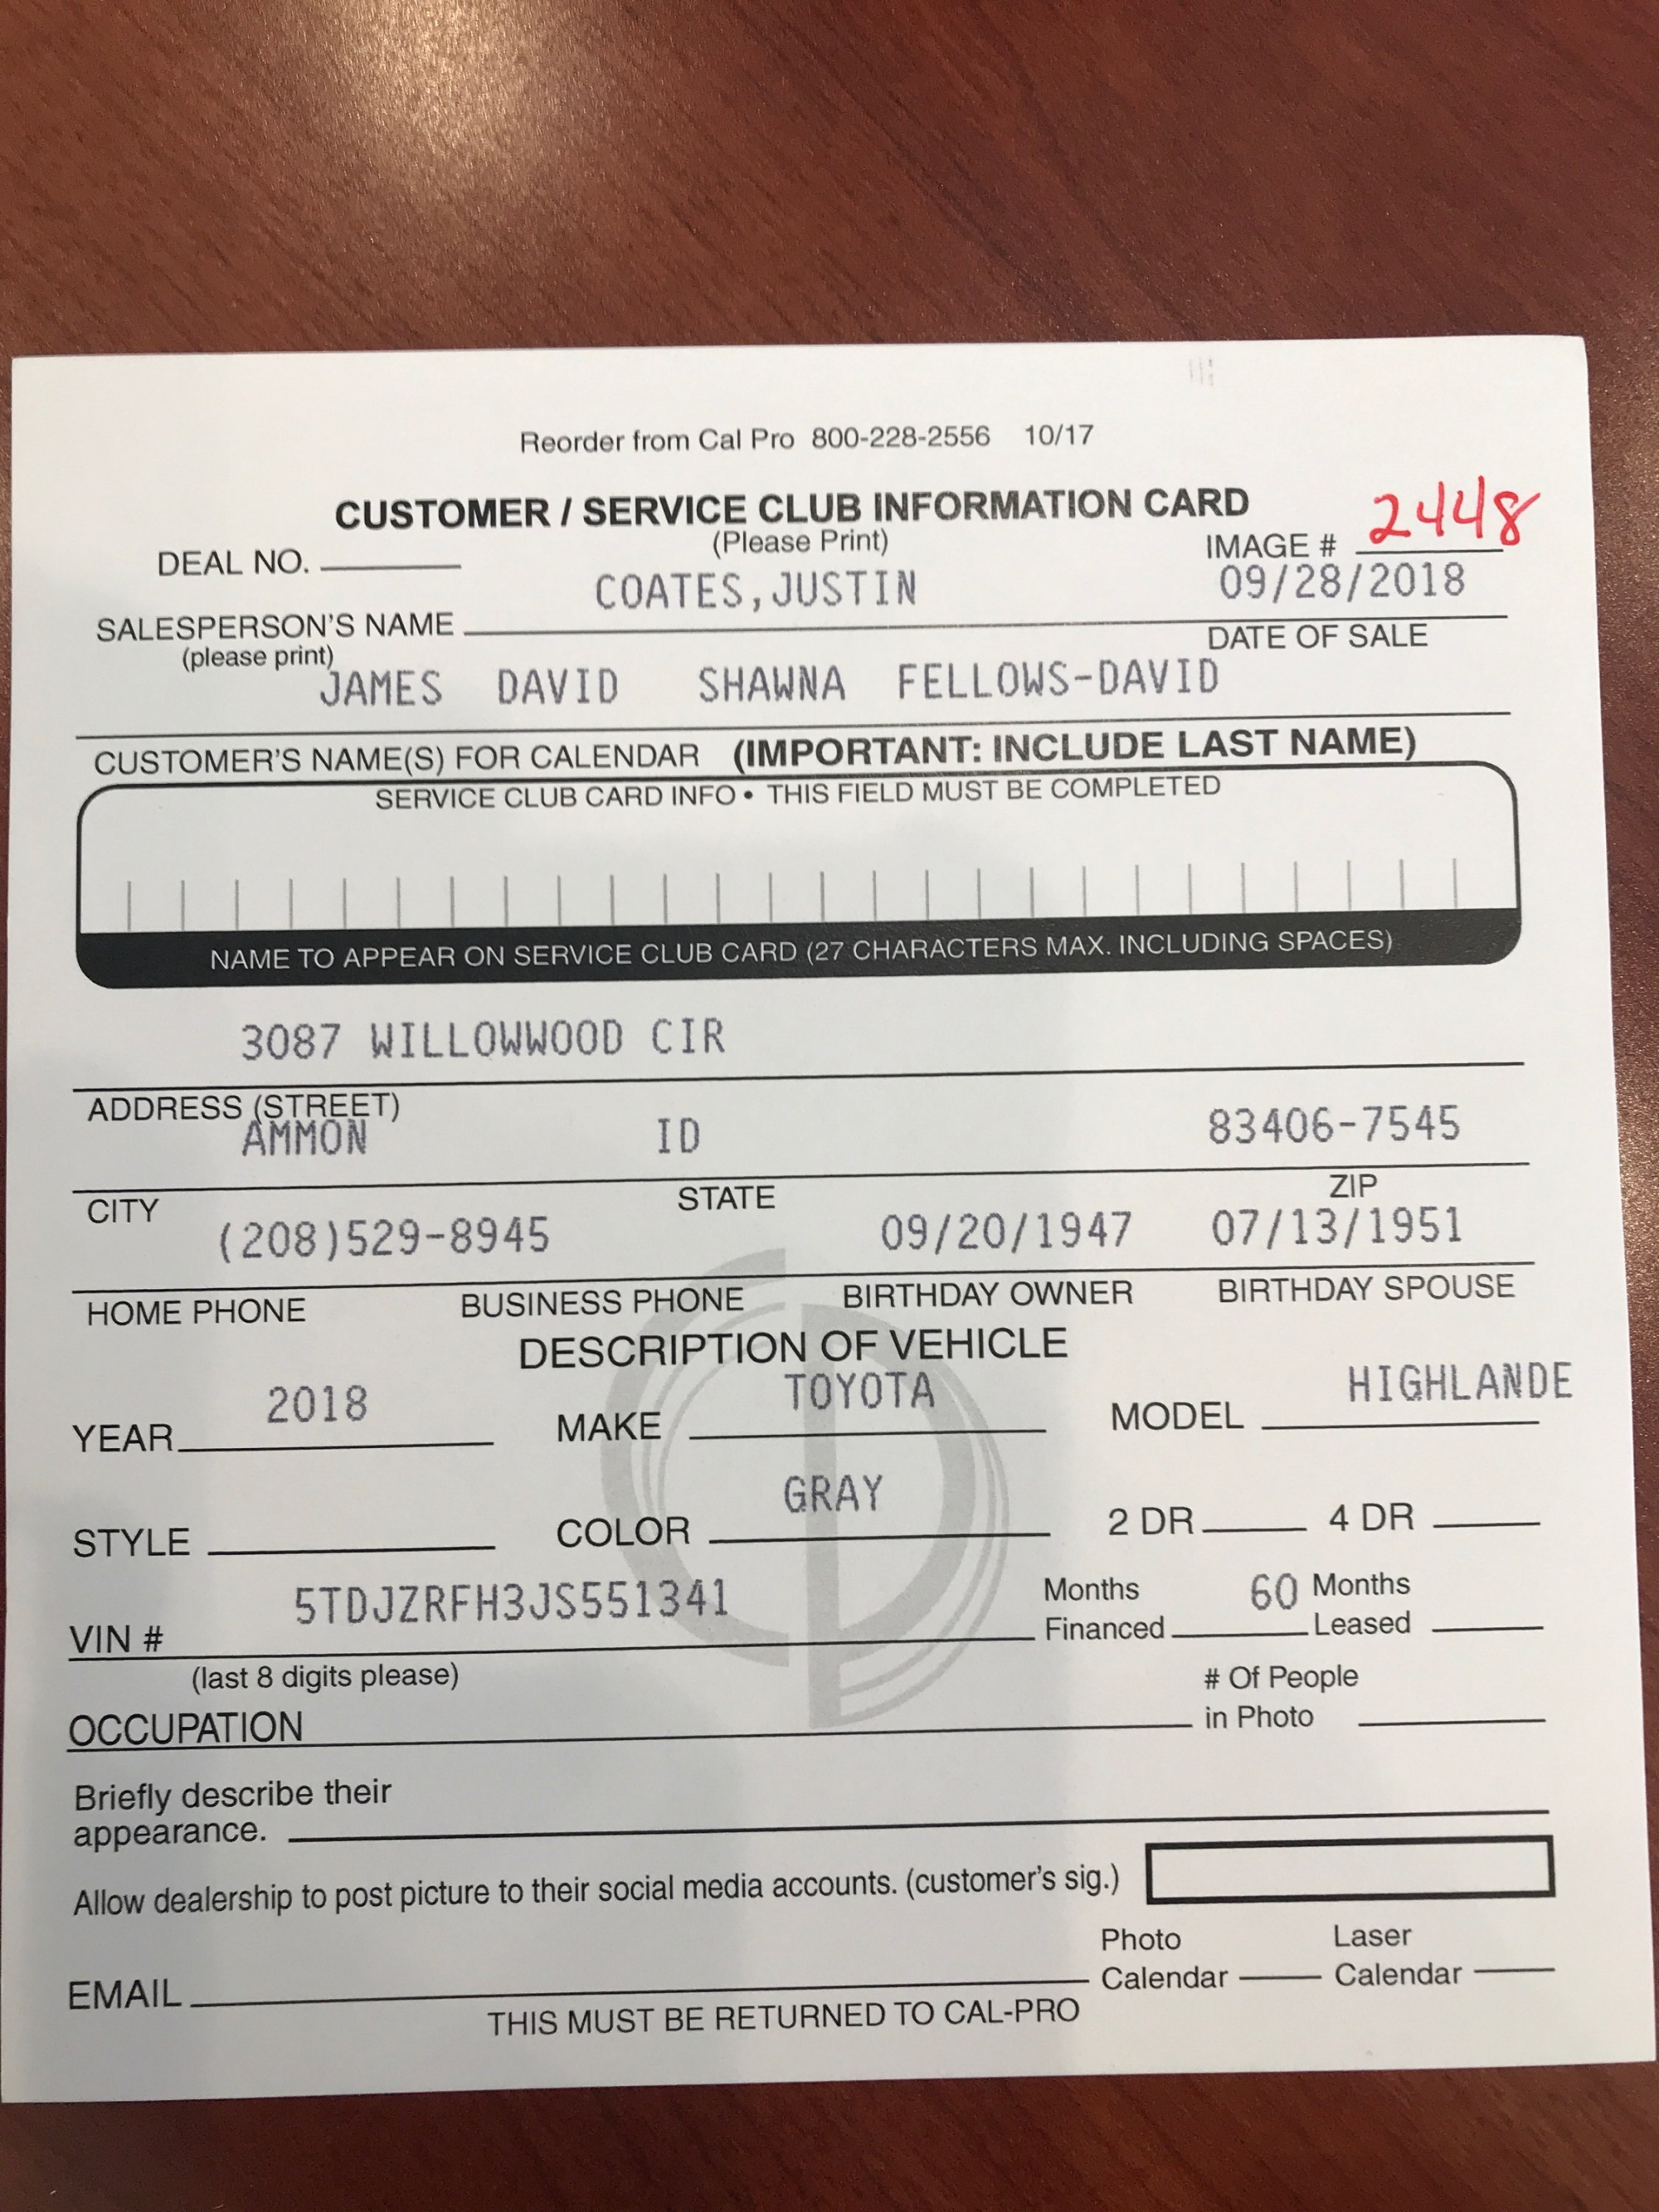 Reorder from Cal Pro 800-228-2556 10/17
CUSTOMER / SERVICE CLUB INFORMATION CARD
(Please Print)
DEAL NO.
IMAGE # 2448
COATES,JUSTIN 09/28/2018
SALESPERSON'S NAME DATE OF SALE
(please print)
JAMES DAVID SHAWNA FELLOWS-DAVID
CUSTOMER'S NAME(S) FOR CALENDAR (IMPORTANT: INCLUDE LAST NAME)
SERVICE CLUB CARD INFO • THIS FIELD MUST BE COMPLETED
NAME TO APPEAR ON SERVICE CLUB CARD (27 CHARACTERS MAX. INCLUDING SPACES)
3087 WILLOWWOOD CIR
ADDRESS (STREET)
AMMON ID 83406-7545
CITY STATE ZIP
(208)529-8945 09/20/1947 07/13/1951
HOME PHONE BUSINESS PHONE BIRTHDAY OWNER BIRTHDAY SPOUSE
DESCRIPTION OF VEHICLE
YEAR 2018 MAKE TOYOTA MODEL HIGHLANDE
STYLE COLOR GRAY 2 DR 4 DR
VIN # 5TDJZRFH3JS551341 Months Financed 60 Months Leased
(last 8 digits please)
OCCUPATION # Of People in Photo
Briefly describe their
appearance.
Allow dealership to post picture to their social media accounts. (customer's sig.)
EMAIL Photo Calendar Laser Calendar
THIS MUST BE RETURNED TO CAL-PRO